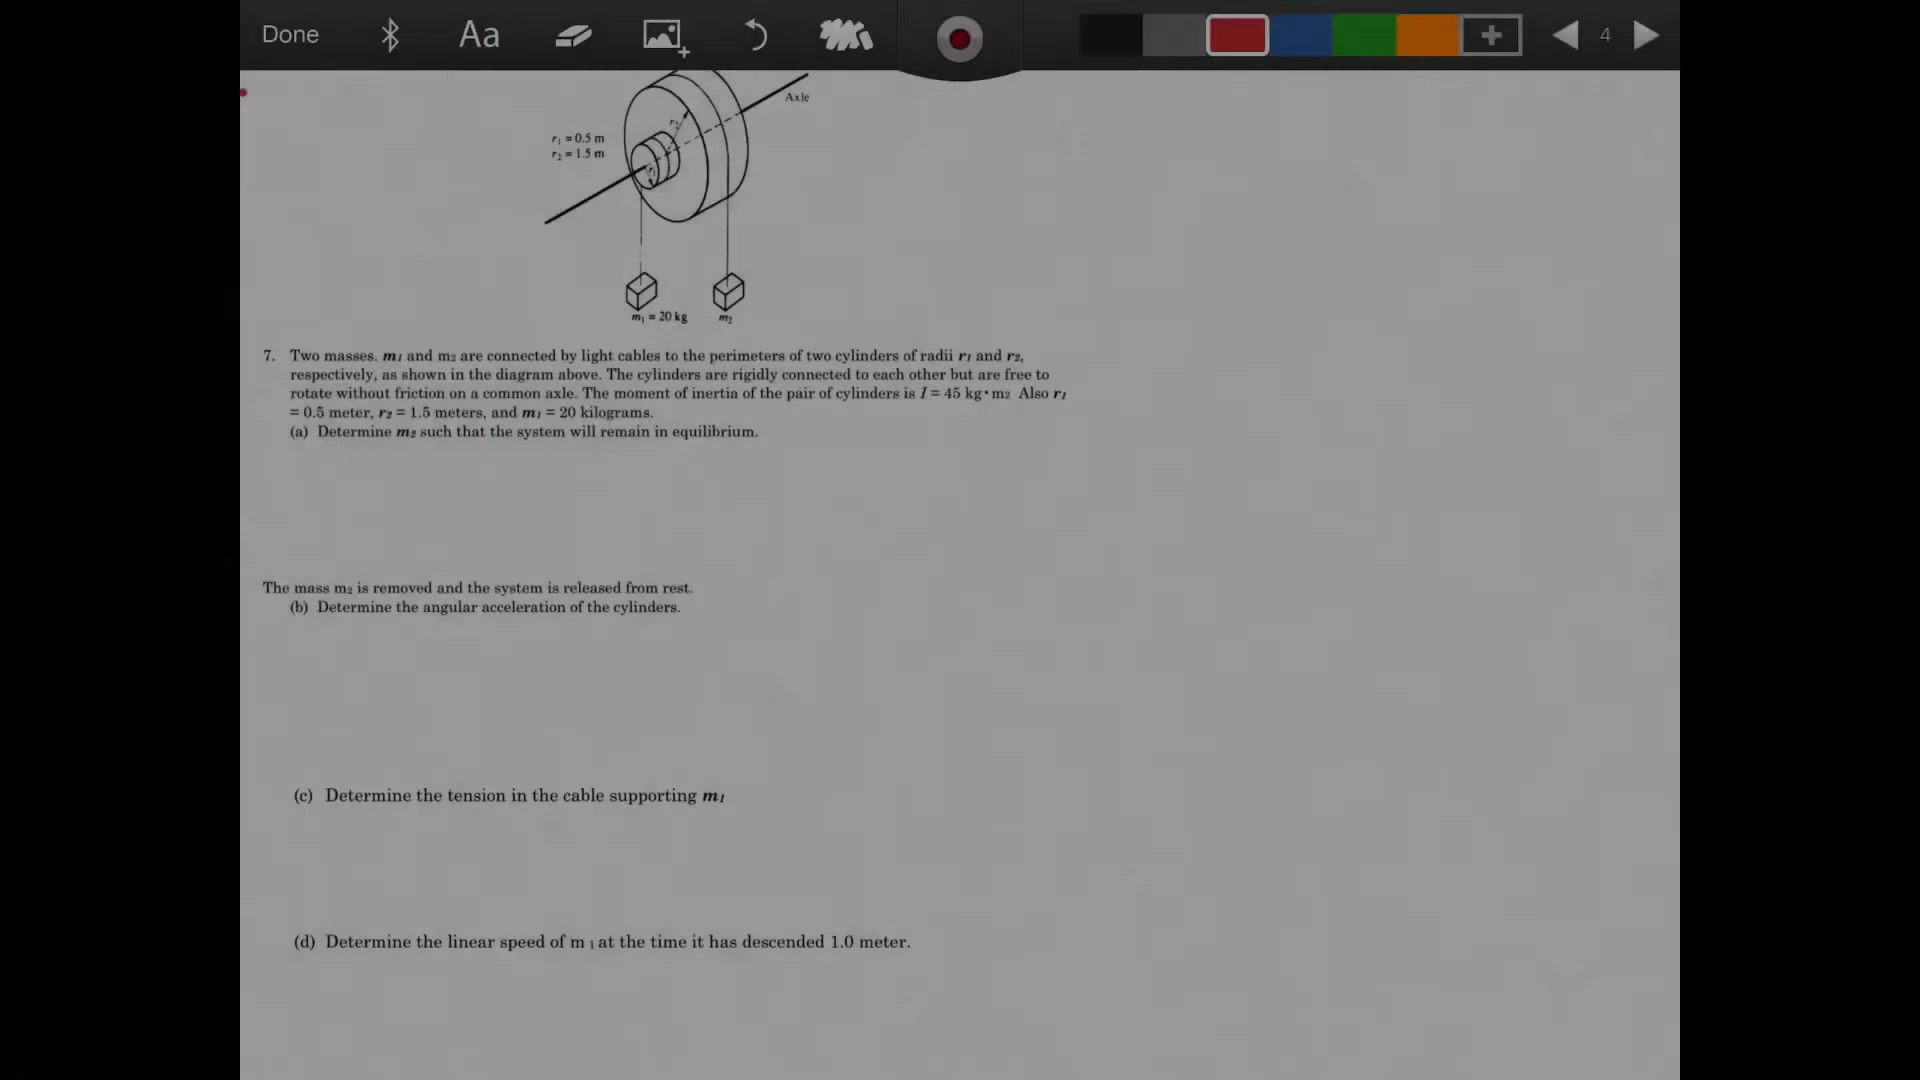 Done
Aa
4
Axle
r₂
r₁ = 0.5 m
r₂ = 1.5 m
m₁ = 20 kg
m₂
7. Two masses. m₁ and m₂ are connected by light cables to the perimeters of two cylinders of radii r₁ and r₂,
respectively, as shown in the diagram above. The cylinders are rigidly connected to each other but are free to
rotate without friction on a common axle. The moment of inertia of the pair of cylinders is I = 45 kg•m₂ Also r₁
= 0.5 meter, r₂ = 1.5 meters, and m₁ = 20 kilograms.
(a) Determine m₂ such that the system will remain in equilibrium.
The mass m₂ is removed and the system is released from rest.
(b) Determine the angular acceleration of the cylinders.
(c) Determine the tension in the cable supporting m₁
(d) Determine the linear speed of m ₁ at the time it has descended 1.0 meter.